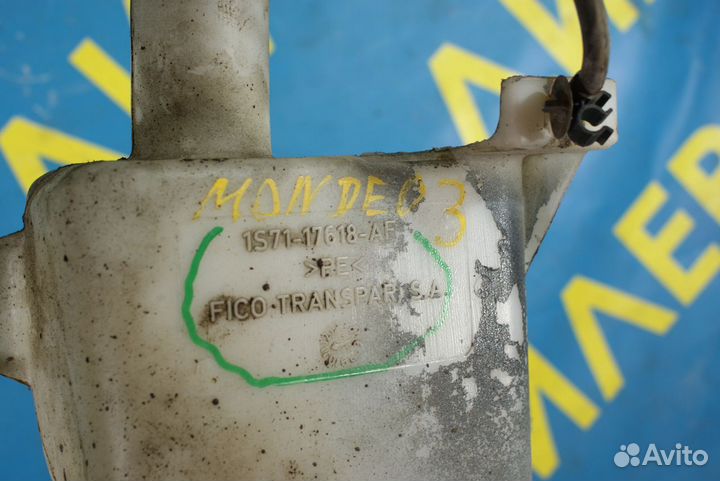 MONDEO 3
1S71-17618-AF
>PE<
FICO-TRANSPAR S.A.
Avito